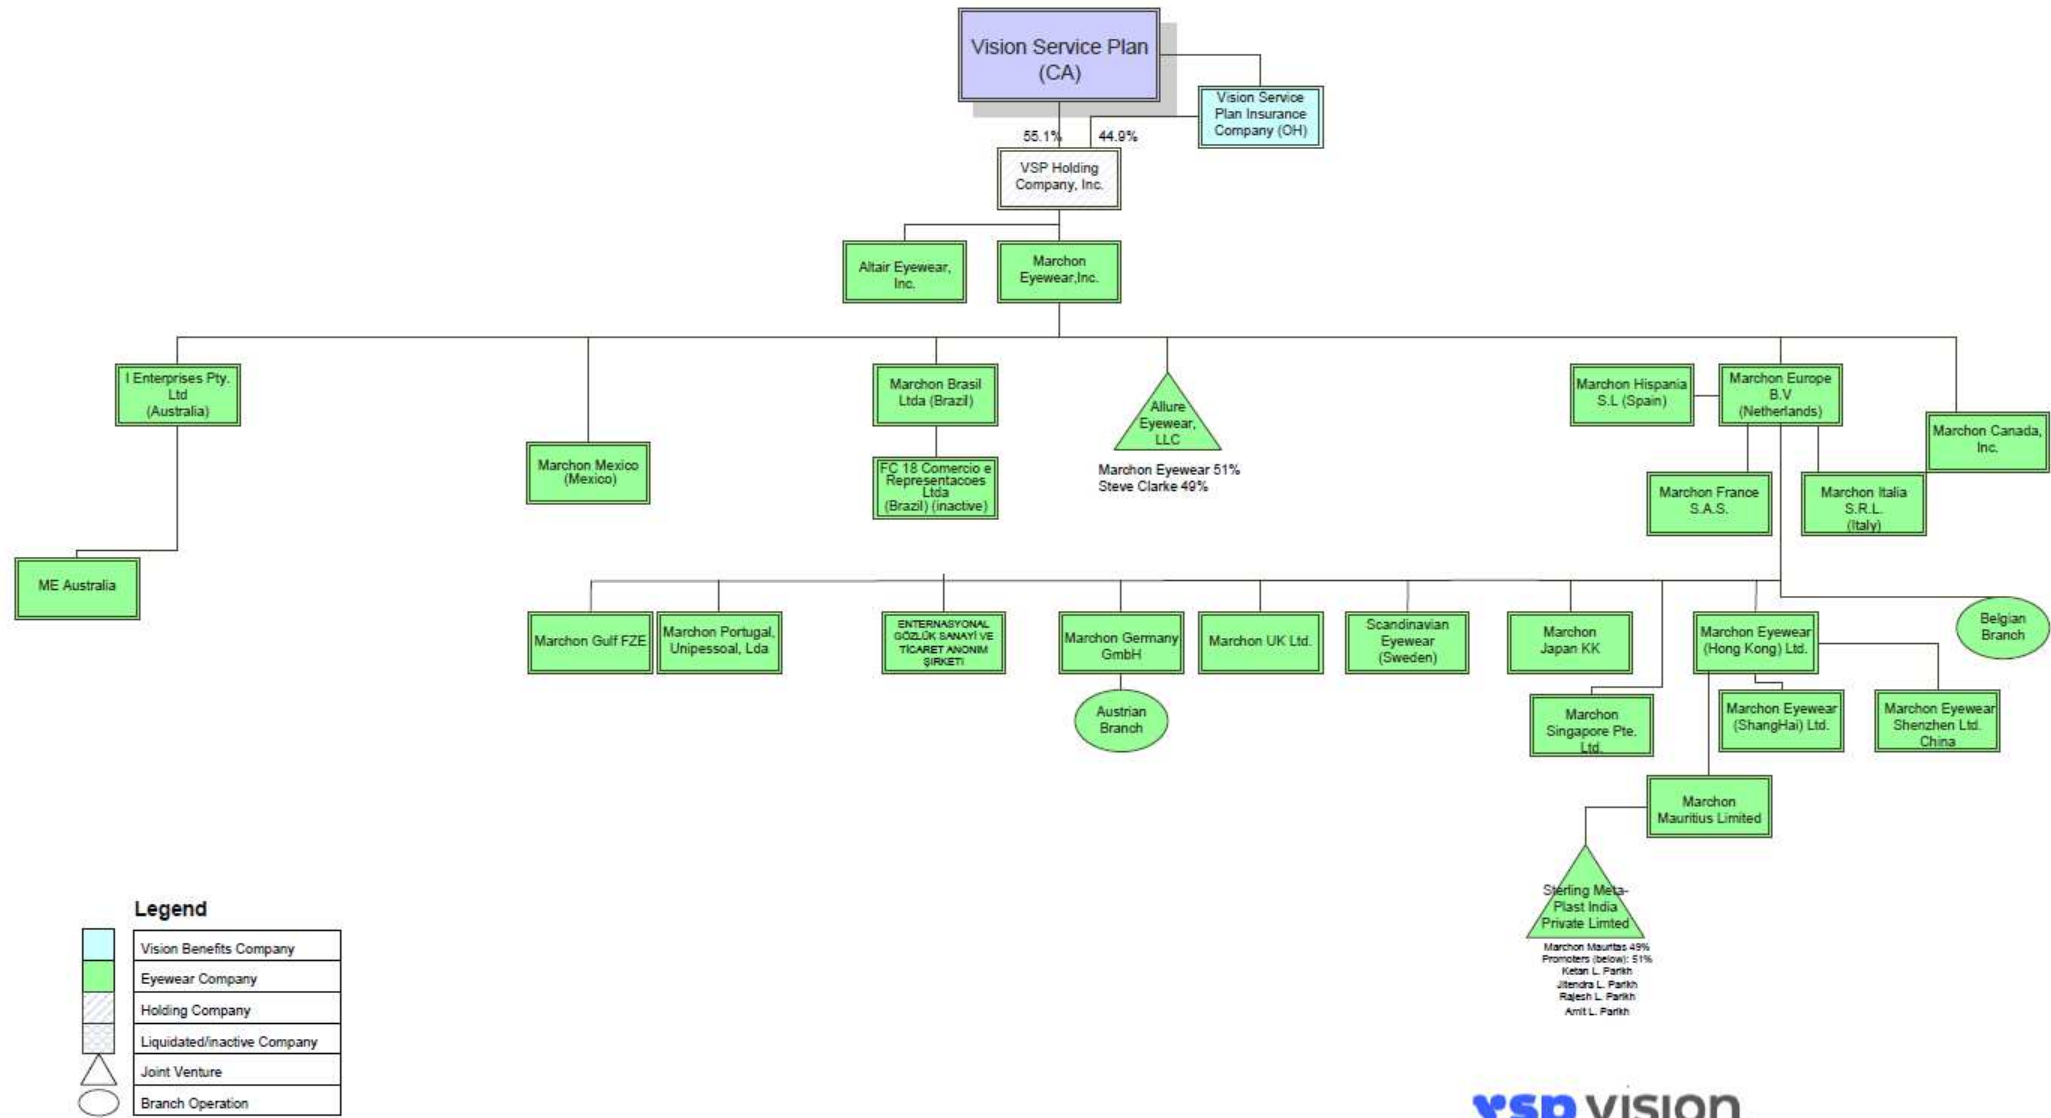 Vision Service Plan
(CA)
Vision Service
Plan Insurance
Company (OH)
55.1%
44.9%
VSP Holding
Company, Inc.
Altair Eyewear,
Inc.
Marchon
Eyewear,Inc.
I Enterprises Pty.
Ltd
(Australia)
Marchon Mexico
(Mexico)
Marchon Brasil
Ltda (Brazil)
FC 18 Comercio e
Representacoes
Ltda
(Brazil) (inactive)
Allure
Eyewear,
LLC
Marchon Eyewear 51%
Steve Clarke 49%
Marchon Hispania
S.L (Spain)
Marchon Europe
B.V
(Netherlands)
Marchon Canada,
Inc.
Marchon France
S.A.S.
Marchon Italia
S.R.L.
(Italy)
ME Australia
Marchon Gulf FZE
Marchon Portugal,
Unipessoal, Lda
ENTERNASYONAL
GÖZLÜK SANAYİ VE
TİCARET ANONİM
ŞİRKETİ
Marchon Germany
GmbH
Marchon UK Ltd.
Scandinavian
Eyewear
(Sweden)
Marchon
Japan KK
Marchon Eyewear
(Hong Kong) Ltd.
Belgian
Branch
Austrian
Branch
Marchon
Singapore Pte.
Ltd.
Marchon Eyewear
(ShangHai) Ltd.
Marchon Eyewear
Shenzhen Ltd.
China
Marchon
Mauritius Limited
Sterling Meta-
Plast India
Private Limted
Marchon Mauritas 49%
Promoters (below): 51%
Ketan L. Parikh
Jitendra L. Parikh
Rajesh L. Parikh
Amit L. Parikh
Legend
Vision Benefits Company
Eyewear Company
Holding Company
Liquidated/inactive Company
Joint Venture
Branch Operation
vsp vision